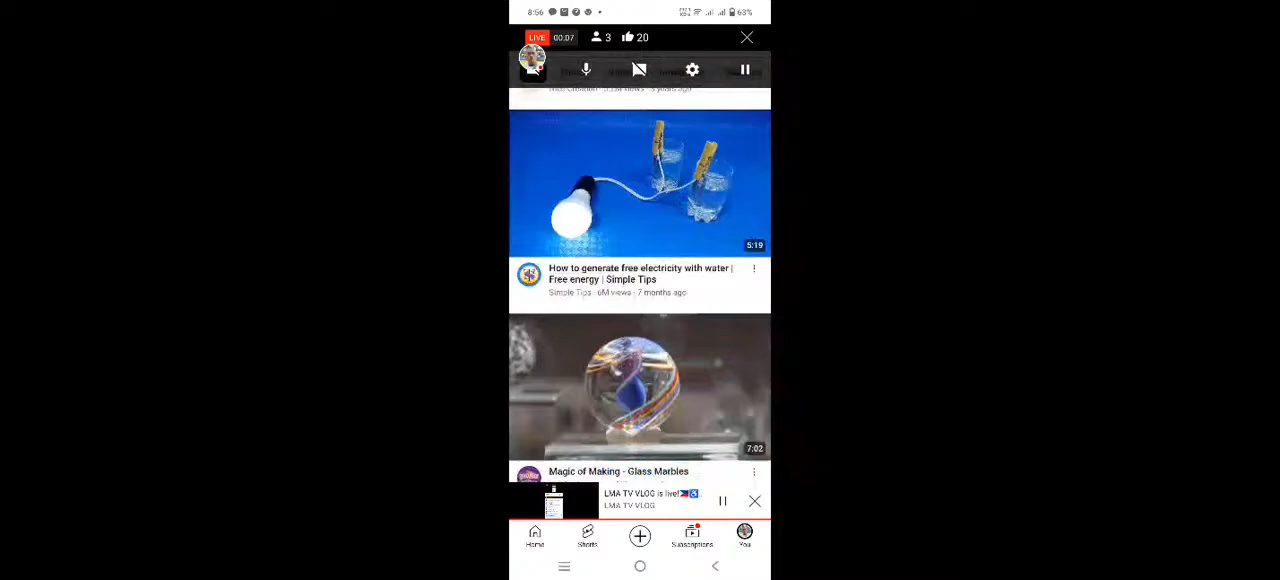 8:56
63%
LIVE 00:07 3 20
5:19
How to generate free electricity with water |
Free energy | Simple Tips
Simple Tips · 6M views · 7 months ago
7:02
Magic of Making - Glass Marbles
LMA TV VLOG is live!🇵🇭♿.
LMA TV VLOG
Home Shorts Subscriptions You